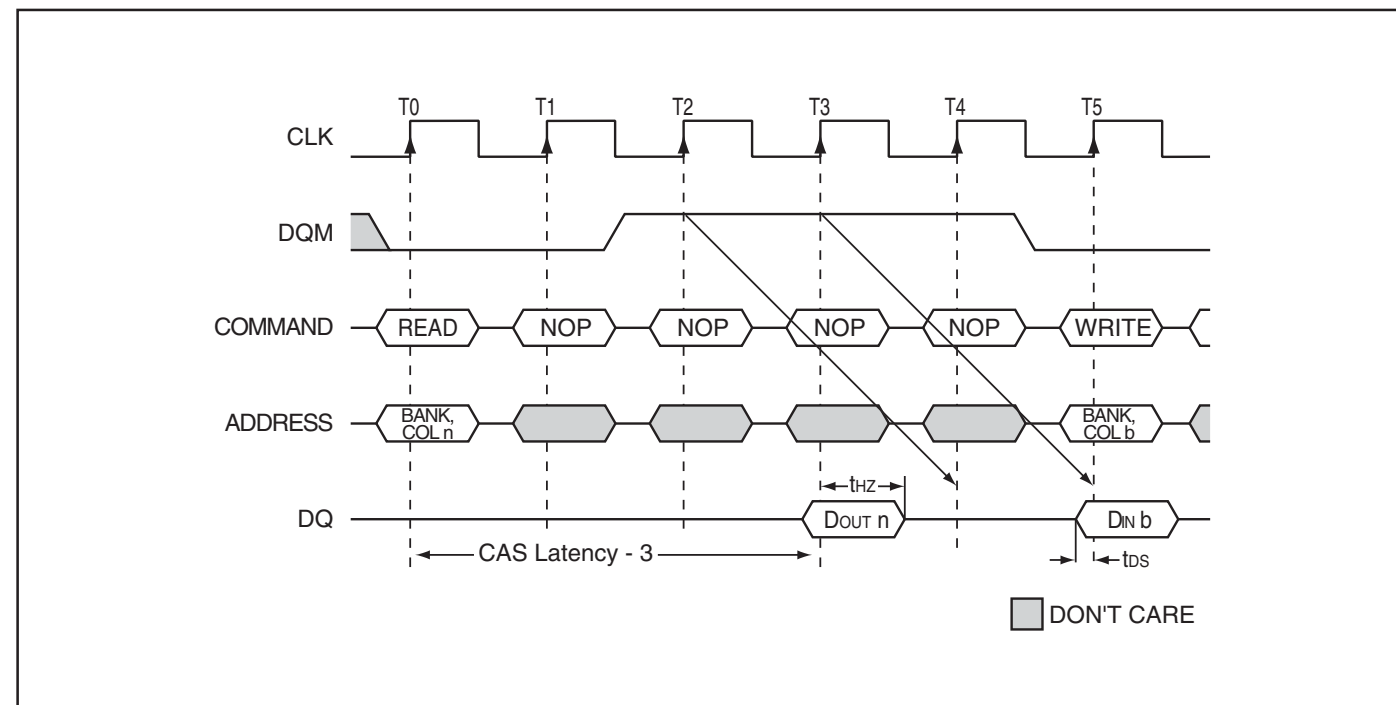 T0 T1 T2 T3 T4 T5
CLK
DQM
COMMAND READ NOP NOP NOP NOP WRITE
ADDRESS BANK, COL n BANK, COL b
tHZ
DQ DOUT n DIN b
CAS Latency - 3 tDS
DON'T CARE